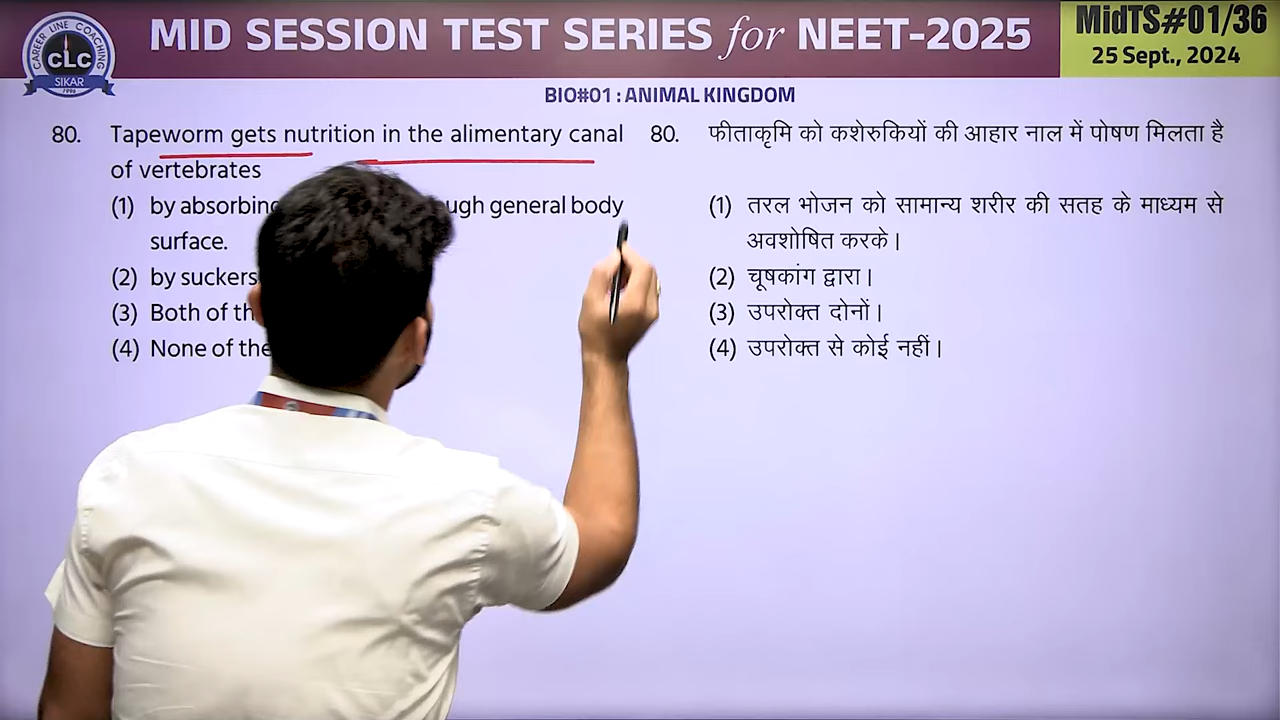 CAREER LINE COACHING
CLC
SIKAR
1996
MID SESSION TEST SERIES for NEET-2025
MidTS#01/36
25 Sept., 2024
BIO#01 : ANIMAL KINGDOM
80. Tapeworm gets nutrition in the alimentary canal
of vertebrates
(1) by absorbing general body
surface.
(2) by suckers
(3) Both of
(4) None of
80. फीताकृमि को कशेरुकियों की आहार नाल में पोषण मिलता है
(1) तरल भोजन को सामान्य शरीर की सतह के माध्यम से
अवशोषित करके।
(2) चूषकांग द्वारा।
(3) उपरोक्त दोनों।
(4) उपरोक्त से कोई नहीं।